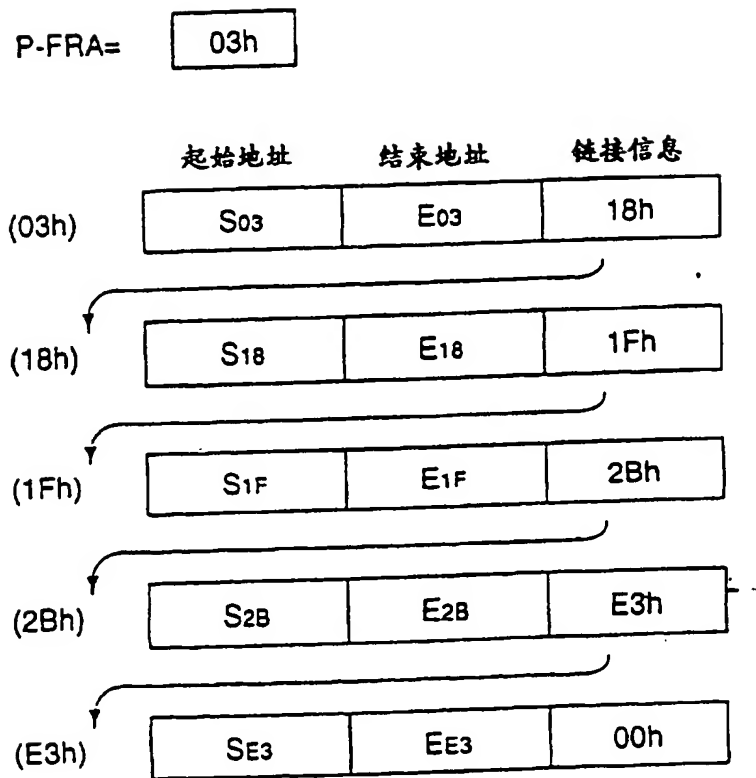 P-FRA= 03h
起始地址 结束地址 链接信息
(03h) S03 E03 18h
(18h) S18 E18 1Fh
(1Fh) S1F E1F 2Bh
(2Bh) S2B E2B E3h
(E3h) SE3 EE3 00h